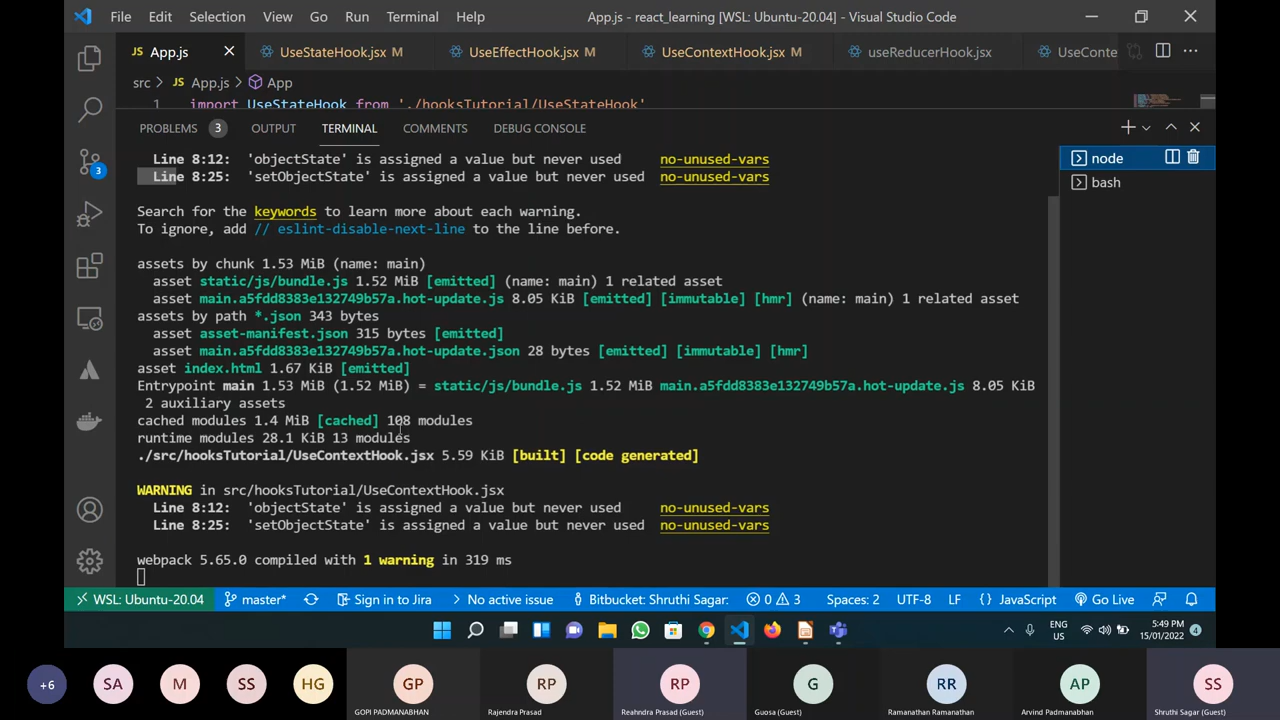 File Edit Selection View Go Run Terminal Help App.js - react_learning [WSL: Ubuntu-20.04] - Visual Studio Code
JS App.js UseStateHook.jsx M UseEffectHook.jsx M UseContextHook.jsx M useReducerHook.jsx UseConte
src > JS App.js > App
1 import UseStateHook from './hooksTutorial/UseStateHook'
PROBLEMS 3 OUTPUT TERMINAL COMMENTS DEBUG CONSOLE
Line 8:12: 'objectState' is assigned a value but never used no-unused-vars
Line 8:25: 'setObjectState' is assigned a value but never used no-unused-vars
Search for the keywords to learn more about each warning.
To ignore, add // eslint-disable-next-line to the line before.
assets by chunk 1.53 MiB (name: main)
asset static/js/bundle.js 1.52 MiB [emitted] (name: main) 1 related asset
asset main.a5fdd8383e132749b57a.hot-update.js 8.05 KiB [emitted] [immutable] [hmr] (name: main) 1 related asset
assets by path *.json 343 bytes
asset asset-manifest.json 315 bytes [emitted]
asset main.a5fdd8383e132749b57a.hot-update.json 28 bytes [emitted] [immutable] [hmr]
asset index.html 1.67 KiB [emitted]
Entrypoint main 1.53 MiB (1.52 MiB) = static/js/bundle.js 1.52 MiB main.a5fdd8383e132749b57a.hot-update.js 8.05 KiB
2 auxiliary assets
cached modules 1.4 MiB [cached] 108 modules
runtime modules 28.1 KiB 13 modules
./src/hooksTutorial/UseContextHook.jsx 5.59 KiB [built] [code generated]
WARNING in src/hooksTutorial/UseContextHook.jsx
Line 8:12: 'objectState' is assigned a value but never used no-unused-vars
Line 8:25: 'setObjectState' is assigned a value but never used no-unused-vars
webpack 5.65.0 compiled with 1 warning in 319 ms
node
bash
3
WSL: Ubuntu-20.04 master* Sign in to Jira No active issue Bitbucket: Shruthi Sagar: 0 3 Spaces: 2 UTF-8 LF {} JavaScript Go Live
ENG
US
5:49 PM
15/01/2022
4
+6 SA M SS HG GP RP RP G RR AP SS
GOPI PADMANABHAN Rajendra Prasad Reahndra Prasad (Guest) Guosa (Guest) Ramanathan Ramanathan Arvind Padmanabhan Shruthi Sagar (Guest)